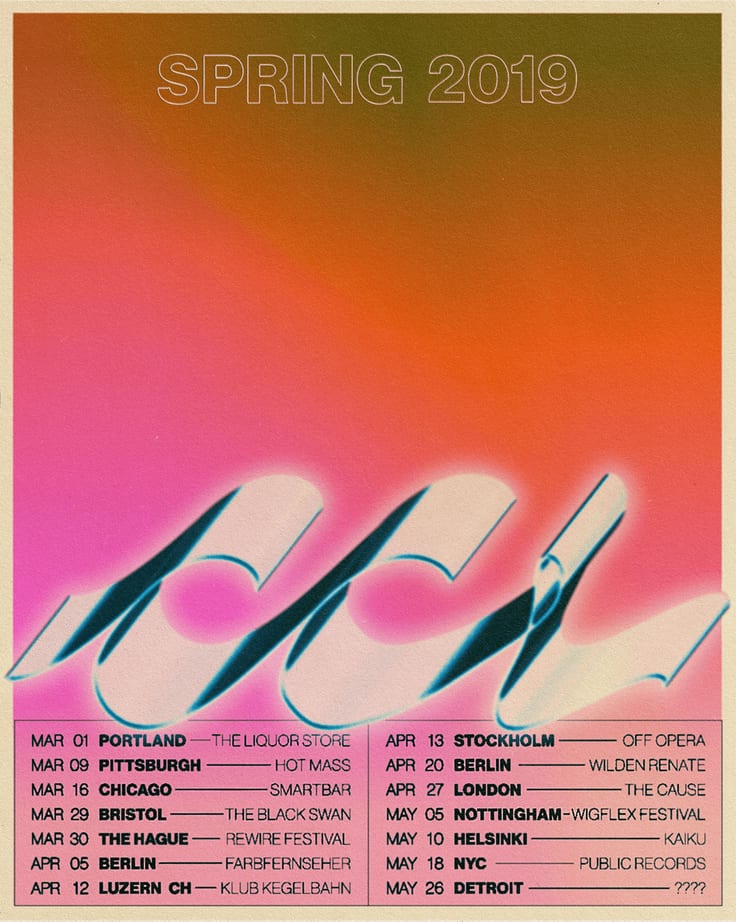 SPRING 2019
CCL
MAR 01 PORTLAND — THE LIQUOR STORE
MAR 09 PITTSBURGH — HOT MASS
MAR 16 CHICAGO — SMARTBAR
MAR 29 BRISTOL — THE BLACK SWAN
MAR 30 THE HAGUE — REWIRE FESTIVAL
APR 05 BERLIN — FARBFERNSEHER
APR 12 LUZERN CH — KLUB KEGELBAHN
APR 13 STOCKHOLM — OFF OPERA
APR 20 BERLIN — WILDEN RENATE
APR 27 LONDON — THE CAUSE
MAY 05 NOTTINGHAM – WIGFLEX FESTIVAL
MAY 10 HELSINKI — KAIKU
MAY 18 NYC — PUBLIC RECORDS
MAY 26 DETROIT — ????